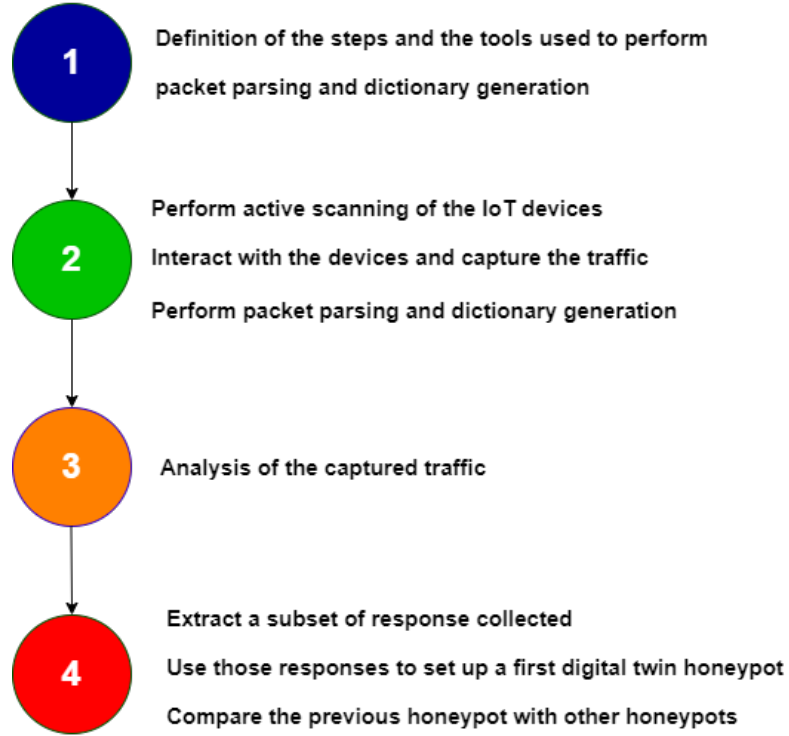 1
Definition of the steps and the tools used to perform
packet parsing and dictionary generation
2
Perform active scanning of the IoT devices
Interact with the devices and capture the traffic
Perform packet parsing and dictionary generation
3
Analysis of the captured traffic
4
Extract a subset of response collected
Use those responses to set up a first digital twin honeypot
Compare the previous honeypot with other honeypots